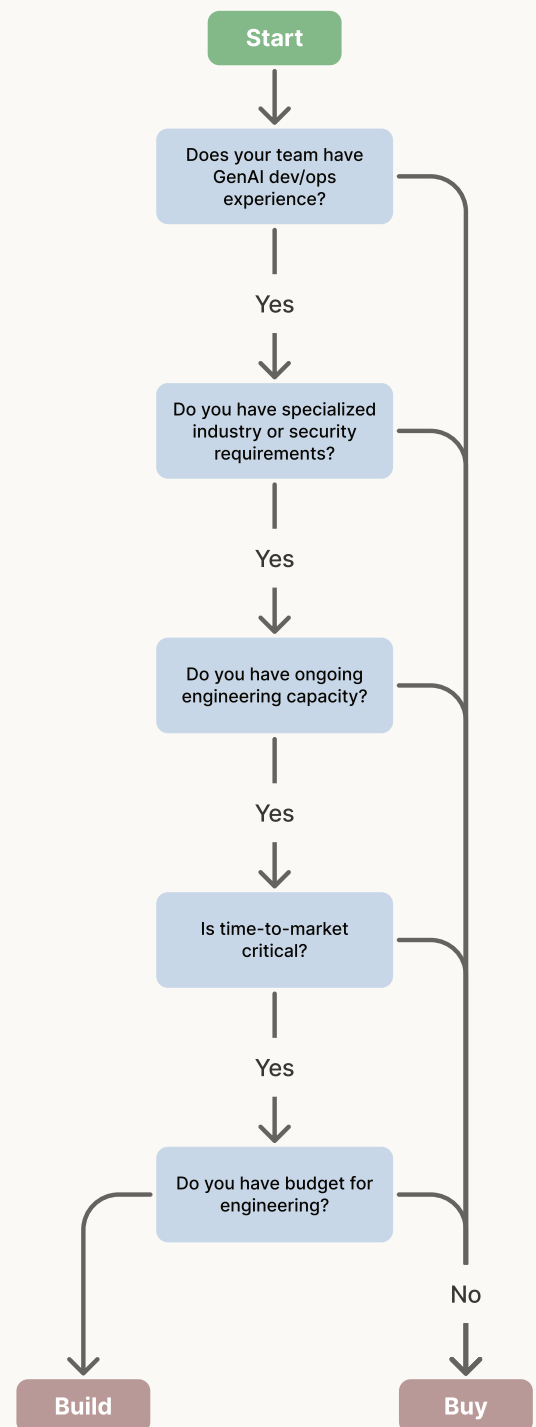 Start
Does your team have
GenAI dev/ops
experience?
Yes
Do you have specialized
industry or security
requirements?
Yes
Do you have ongoing
engineering capacity?
Yes
Is time-to-market
critical?
Yes
Do you have budget for
engineering?
No
Build
Buy